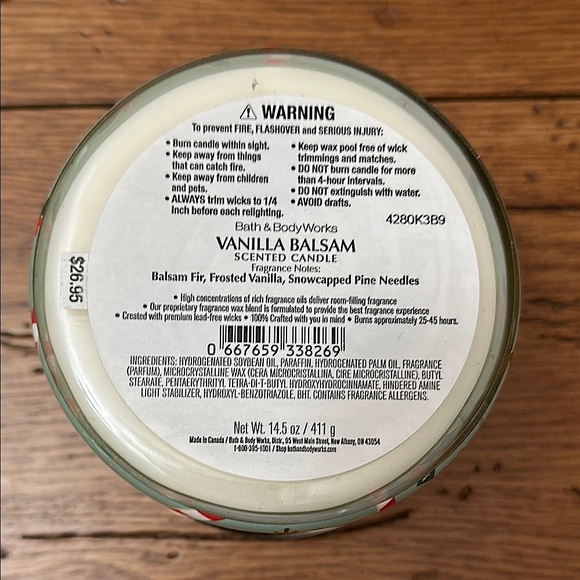 ⚠ WARNING
To prevent FIRE, FLASHOVER and SERIOUS INJURY:
• Burn candle within sight.
• Keep away from things
that can catch fire.
• Keep away from children
and pets.
• ALWAYS trim wicks to 1/4
Inch before each relighting.
• Keep wax pool free of wick
trimmings and matches.
• DO NOT burn candle for more
than 4-hour intervals.
• DO NOT extinguish with water.
• AVOID drafts.
4280K3B9
Bath & Body Works
VANILLA BALSAM
SCENTED CANDLE
Fragrance Notes:
Balsam Fir, Frosted Vanilla, Snowcapped Pine Needles
• High concentrations of rich fragrance oils deliver room-filling fragrance
• Our proprietary fragrance wax blend is formulated to provide the best fragrance experience
• Created with premium lead-free wicks • 100% Crafted with you in mind • Burns approximately 25-45 hours.
0 667659 338269
INGREDIENTS: HYDROGENATED SOYBEAN OIL, PARAFFIN, HYDROGENATED PALM OIL, FRAGRANCE
(PARFUM), MICROCRYSTALLINE WAX (CERA MICROCRISTALLINA, CIRE MICROCRISTALLINE), BUTYL
STEARATE, PENTAERYTHRITYL TETRA-DI-T-BUTYL HYDROXYHYDROCINNAMATE, HINDERED AMINE
LIGHT STABILIZER, HYDROXYL-BENZOTRIAZOLE, BHT. CONTAINS FRAGRANCE ALLERGENS.
Net Wt. 14.5 oz / 411 g
Made In Canada / Bath & Body Works, Distr., 95 West Main Street, New Albany, OH 43054
1-800-395-1001 / Shop bathandbodyworks.com
$26.95